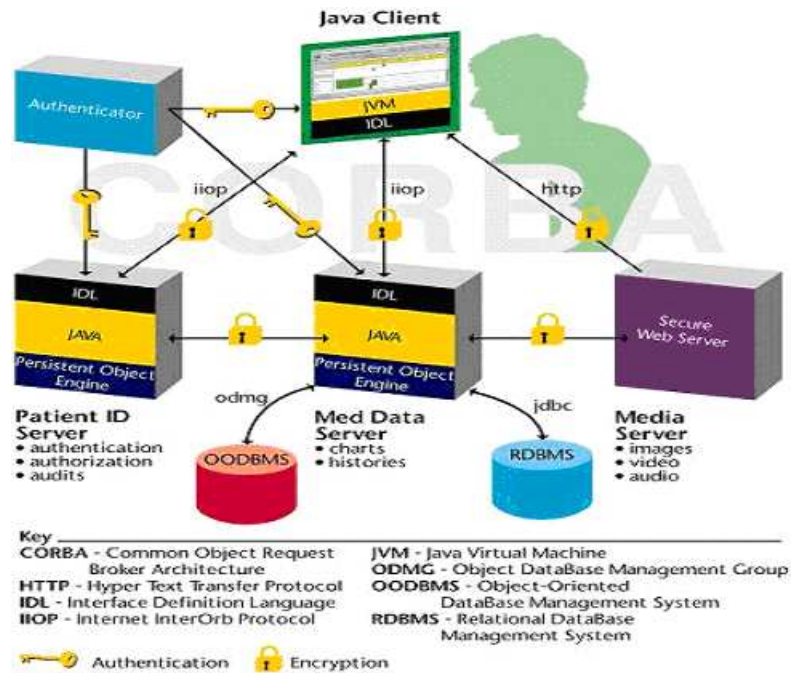 Java Client
Authenticator
JVM
IDL
CORBA
iiop
iiop
http
IDL
JAVA
Persistent Object
Engine
IDL
JAVA
Persistent Object
Engine
Secure
Web Server
Patient ID
Server
• authentication
• authorization
• audits
odmg
Med Data
Server
• charts
• histories
jdbc
Media
Server
• images
• video
• audio
OODBMS
RDBMS
Key
CORBA - Common Object Request
Broker Architecture
HTTP - Hyper Text Transfer Protocol
IDL - Interface Definition Language
IIOP - Internet InterOrb Protocol
JVM - Java Virtual Machine
ODMG - Object DataBase Management Group
OODBMS - Object-Oriented
DataBase Management System
RDBMS - Relational DataBase
Management System
Authentication
Encryption